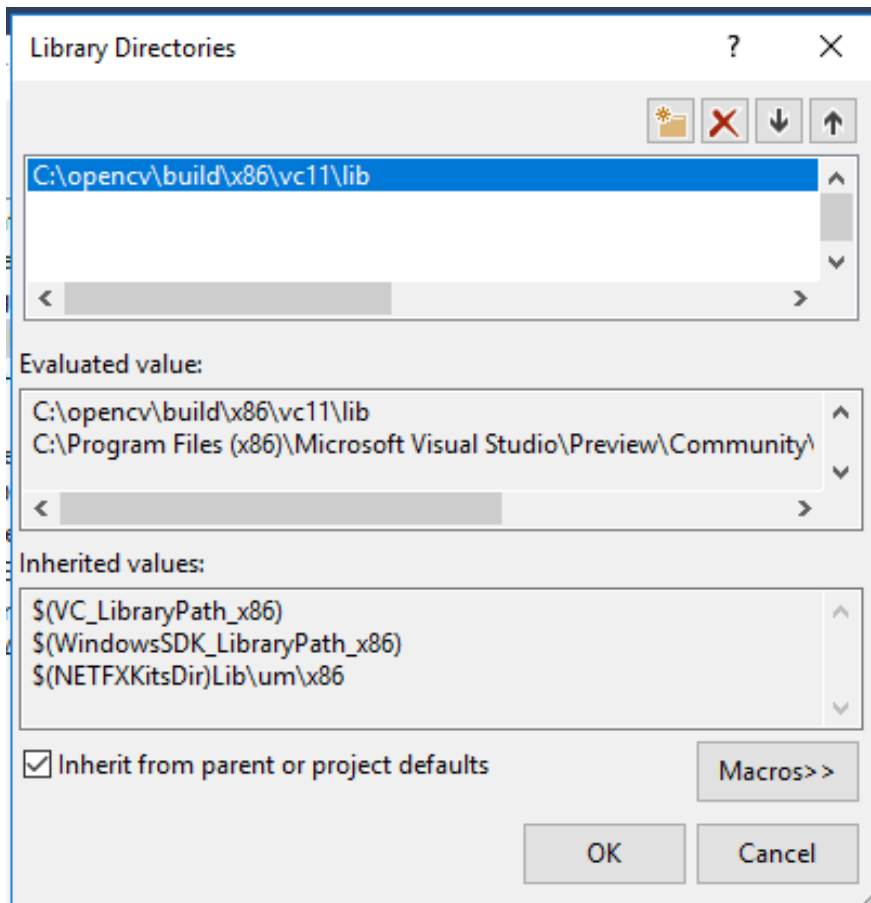 Library Directories
C:\opencv\build\x86\vc11\lib
Evaluated value:
C:\opencv\build\x86\vc11\lib
C:\Program Files (x86)\Microsoft Visual Studio\Preview\Community\
Inherited values:
$(VC_LibraryPath_x86)
$(WindowsSDK_LibraryPath_x86)
$(NETFXKitsDir)Lib\um\x86
Inherit from parent or project defaults
Macros>>
OK
Cancel